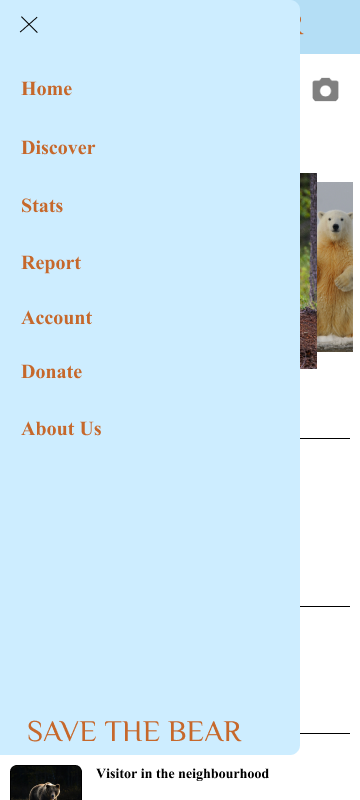 Home
Discover
Stats
Report
Account
Donate
About Us
SAVE THE BEAR
Visitor in the neighbourhood